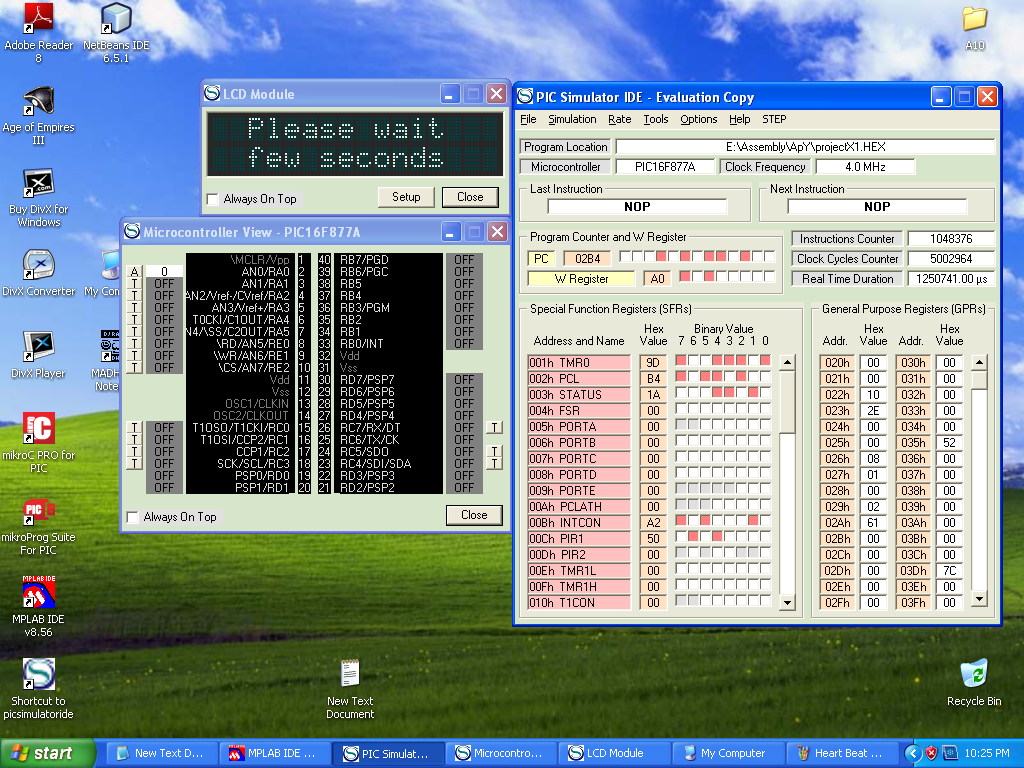 Adobe Reader
8
NetBeans IDE
6.5.1
A10
Age of Empires
III
Buy DivX for
Windows
DivX Converter
My Con
DivX Player
MADH
Note
mikroC PRO for
PIC
mikroProg Suite
For PIC
MPLAB IDE
v8.56
Shortcut to
picsimulatoride
New Text
Document
Recycle Bin
LCD Module
Please wait
few seconds
Always On Top
Setup
Close
Microcontroller View - PIC16F877A
\MCLR/Vpp 1 40 RB7/PGD OFF
A 0 AN0/RA0 2 39 RB6/PGC OFF
T OFF AN1/RA1 3 38 RB5 OFF
T OFF AN2/Vref-/CVref/RA2 4 37 RB4 OFF
T OFF AN3/Vref+/RA3 5 36 RB3/PGM OFF
T OFF T0CKI/C1OUT/RA4 6 35 RB2 OFF
T OFF N4/\SS/C2OUT/RA5 7 34 RB1 OFF
T OFF \RD/AN5/RE0 8 33 RB0/INT OFF
T OFF \WR/AN6/RE1 9 32 Vdd
T OFF \CS/AN7/RE2 10 31 Vss
Vdd 11 30 RD7/PSP7 OFF
Vss 12 29 RD6/PSP6 OFF
OSC1/CLKIN 13 28 RD5/PSP5 OFF
OSC2/CLKOUT 14 27 RD4/PSP4 OFF
T OFF T1OSO/T1CKI/RC0 15 26 RC7/RX/DT OFF T
T OFF T1OSI/CCP2/RC1 16 25 RC6/TX/CK OFF
T OFF CCP1/RC2 17 24 RC5/SDO OFF T
T OFF SCK/SCL/RC3 18 23 RC4/SDI/SDA OFF T
OFF PSP0/RD0 19 22 RD3/PSP3 OFF
OFF PSP1/RD1 20 21 RD2/PSP2 OFF
Always On Top
Close
PIC Simulator IDE - Evaluation Copy
File Simulation Rate Tools Options Help STEP
Program Location E:\Assembly\ApY\projectX1.HEX
Microcontroller PIC16F877A Clock Frequency 4.0 MHz
Last Instruction
NOP
Next Instruction
NOP
Program Counter and W Register
PC 02B4
W Register A0
Instructions Counter 1048376
Clock Cycles Counter 5002964
Real Time Duration 1250741.00 µs
Special Function Registers (SFRs)
Address and Name Hex Value Binary Value
7 6 5 4 3 2 1 0
001h TMR0 9D
002h PCL B4
003h STATUS 1A
004h FSR 00
005h PORTA 00
006h PORTB 00
007h PORTC 00
008h PORTD 00
009h PORTE 00
00Ah PCLATH 00
00Bh INTCON A2
00Ch PIR1 50
00Dh PIR2 00
00Eh TMR1L 00
00Fh TMR1H 00
010h T1CON 00
General Purpose Registers (GPRs)
Addr. Hex Value Addr. Hex Value
020h 00 030h 00
021h 00 031h 00
022h 10 032h 00
023h 2E 033h 00
024h 00 034h 00
025h 00 035h 52
026h 08 036h 00
027h 01 037h 00
028h 00 038h 00
029h 02 039h 00
02Ah 61 03Ah 00
02Bh 00 03Bh 00
02Ch 00 03Ch 00
02Dh 00 03Dh 7C
02Eh 00 03Eh 00
02Fh 00 03Fh 00
start
New Text D...
MPLAB IDE ...
PIC Simulat...
Microcontro...
LCD Module
My Computer
Heart Beat ...
10:25 PM